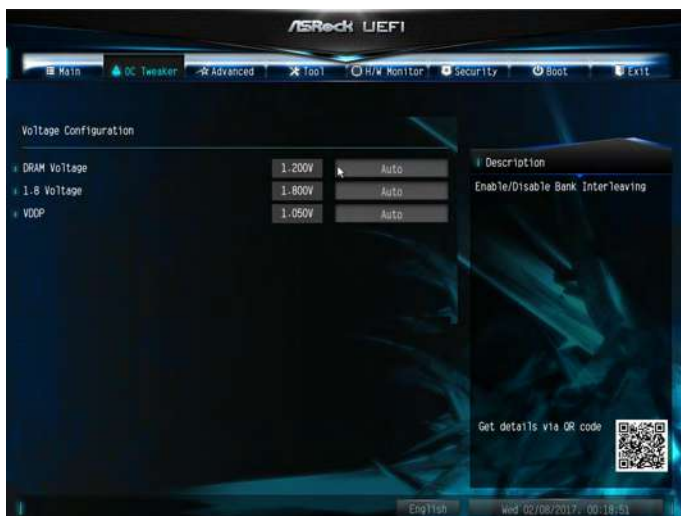 ASRock UEFI
Main OC Tweaker Advanced Tool H/W Monitor Security Boot Exit
Voltage Configuration
DRAM Voltage 1.200V Auto
1.8 Voltage 1.800V Auto
VDDP 1.050V Auto
Description
Enable/Disable Bank Interleaving
Get details via QR code
English Wed 02/08/2017. 00:18:51